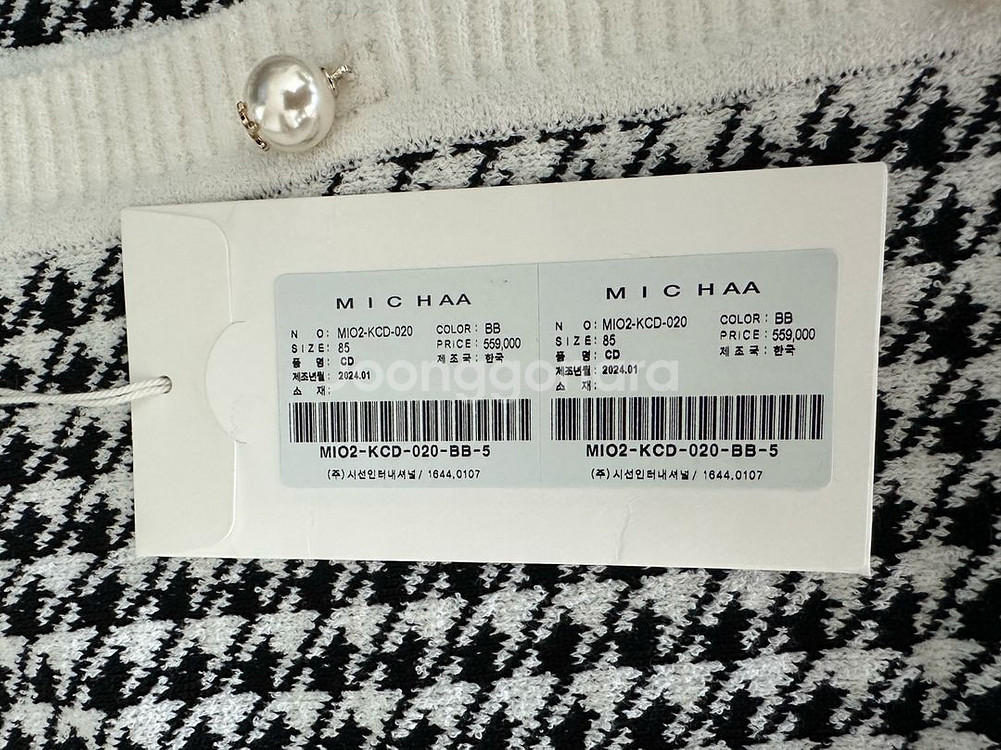 MICHAA
N O: MIO2-KCD-020 COLOR: BB
SIZE: 85 PRICE: 559,000
품 명: CD 제조국: 한국
제조년월: 2024.01
소 재:
MIO2-KCD-020-BB-5
(주)시선인터내셔널/ 1644.0107
MICHAA
N O: MIO2-KCD-020 COLOR: BB
SIZE: 85 PRICE: 559,000
품 명: CD 제조국: 한국
제조년월: 2024.01
소 재:
MIO2-KCD-020-BB-5
(주)시선인터내셔널/ 1644.0107